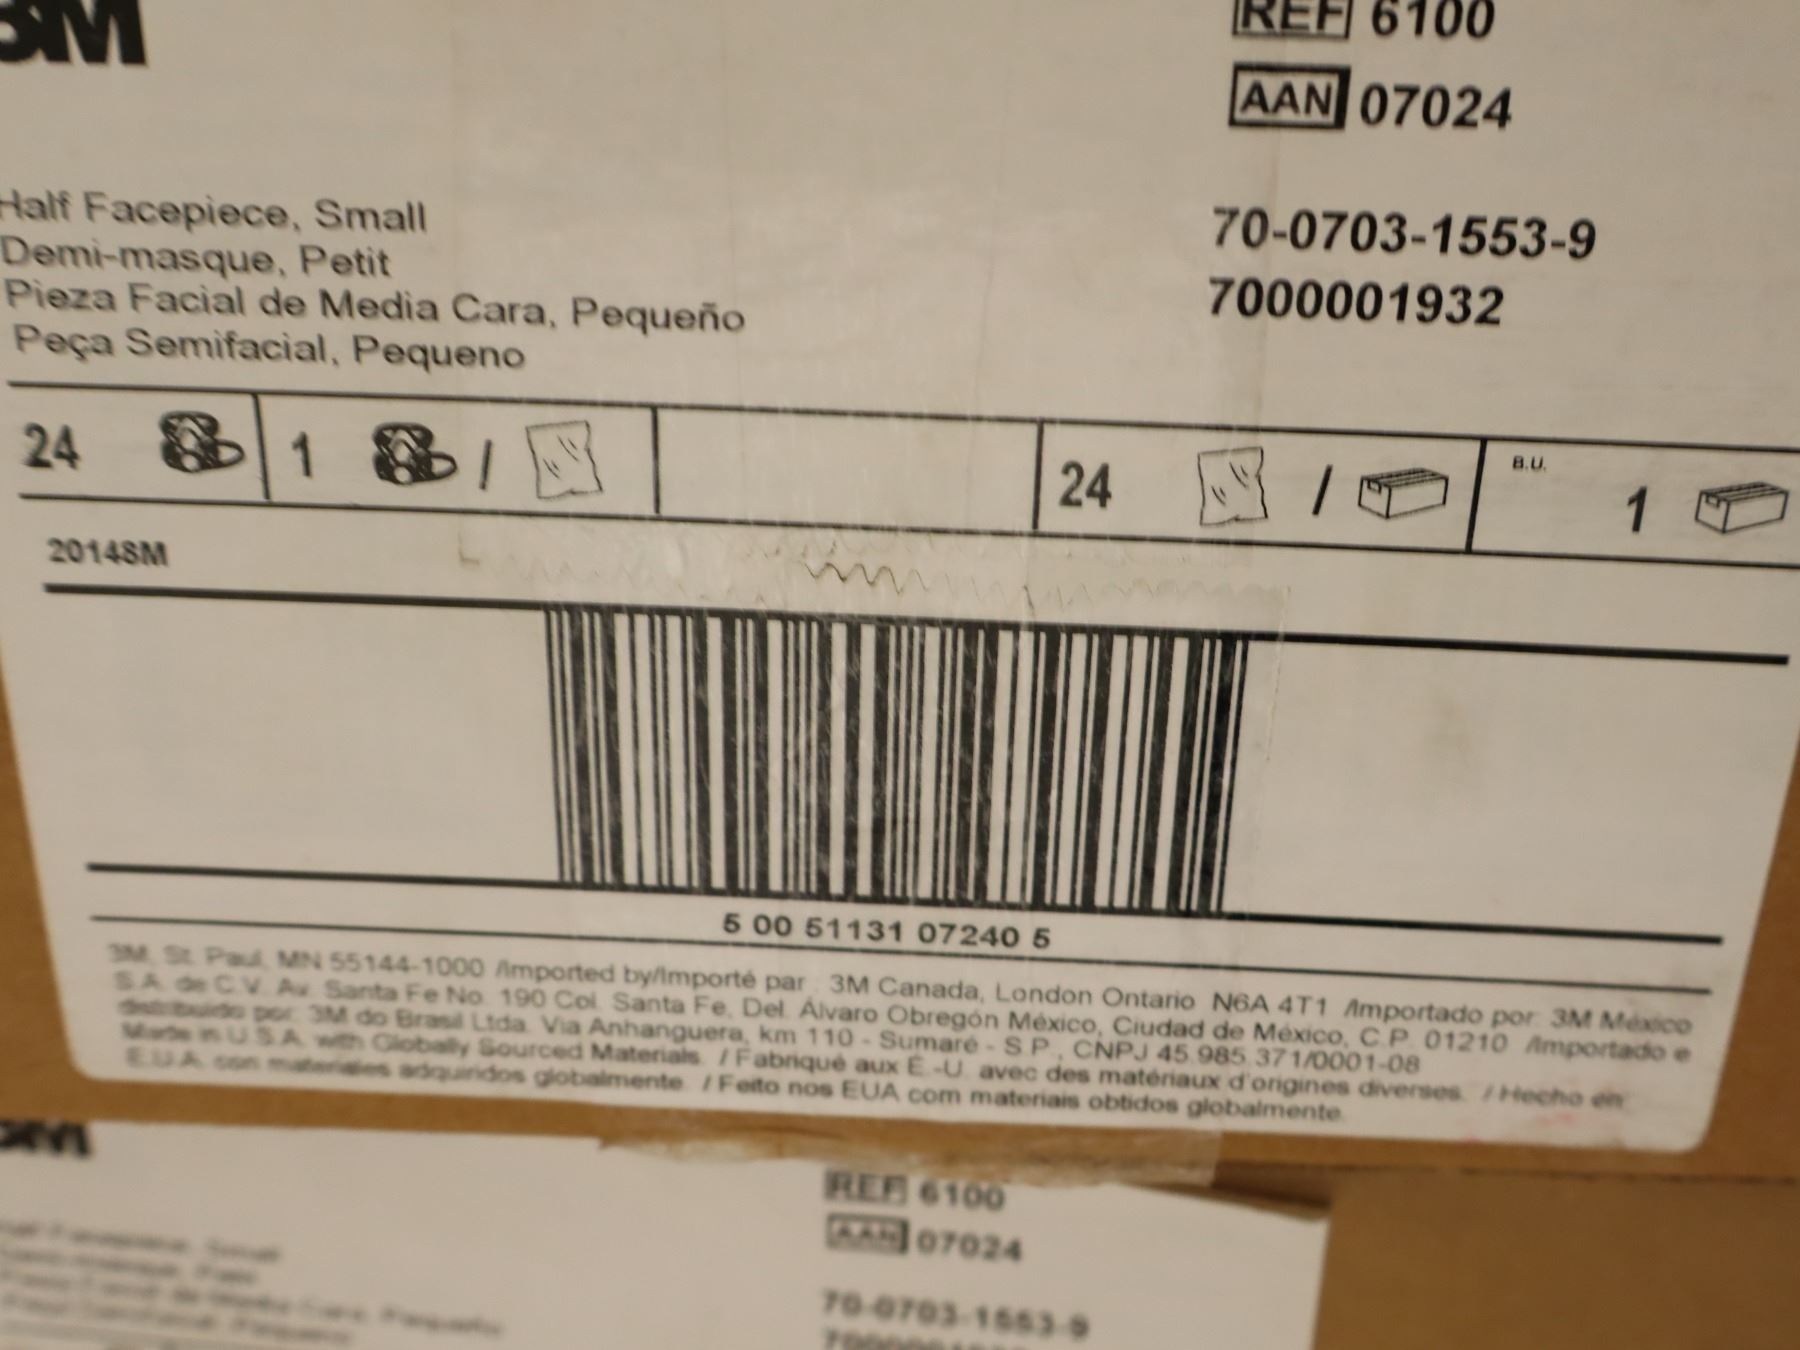 3M
REF 6100
AAN 07024
Half Facepiece, Small
Demi-masque, Petit
Pieza Facial de Media Cara, Pequeño
Peça Semifacial, Pequeno
70-0703-1553-9
7000001932
24 1 / 24 / B.U. 1
20148M
5 00 51131 07240 5
3M, St. Paul, MN 55144-1000 /Imported by/Importé par : 3M Canada, London Ontario N6A 4T1 /Importado por: 3M México
S.A. de C.V. Av. Santa Fe No. 190 Col. Santa Fe, Del. Álvaro Obregón México, Ciudad de México, C.P. 01210 /Importado e
distribuido por: 3M do Brasil Ltda. Via Anhanguera, km 110 - Sumaré - S.P., CNPJ 45.985.371/0001-08
Made in U.S.A. with Globally Sourced Materials. / Fabriqué aux É.-U. avec des matériaux d'origines diverses. / Hecho en
E.U.A. con materiales adquiridos globalmente. / Feito nos EUA com materiais obtidos globalmente.
3M
REF 6100
AAN 07024
70-0703-1553-9